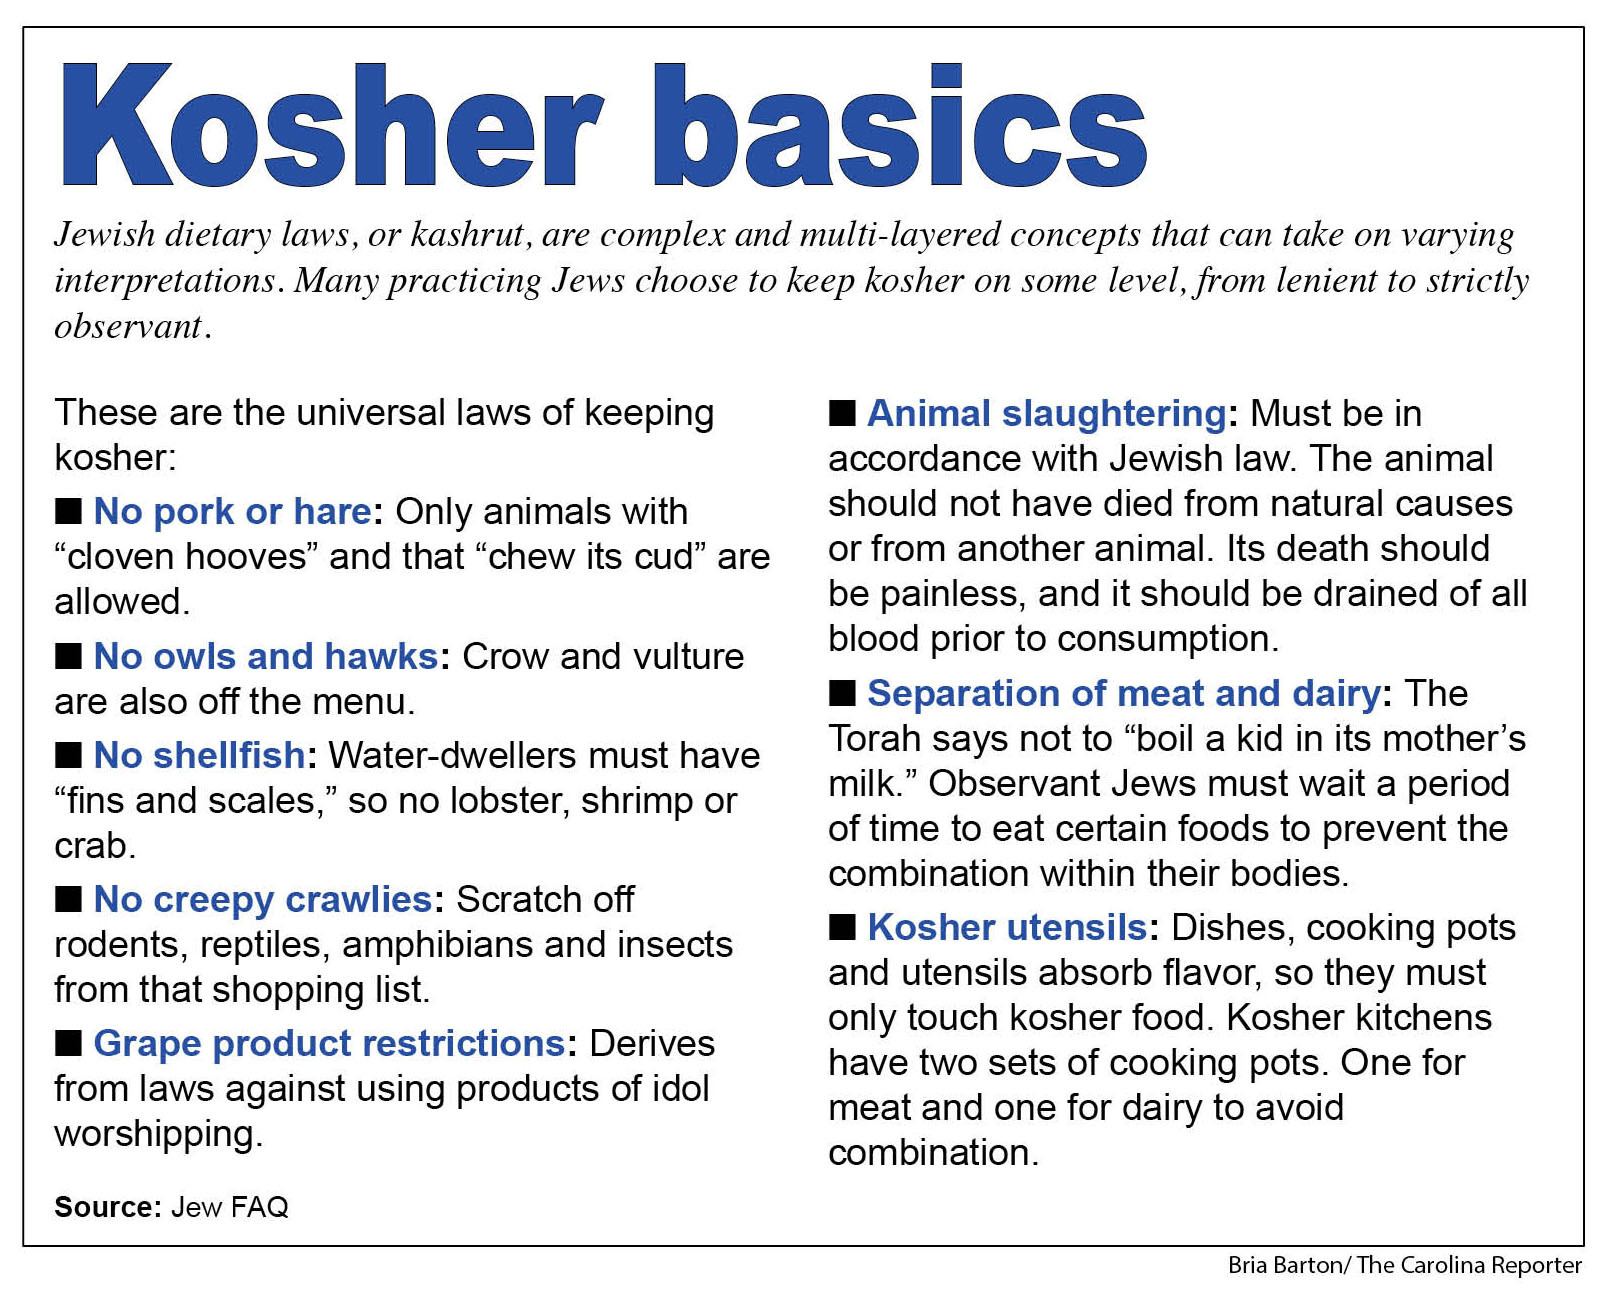 Kosher basics
Jewish dietary laws, or kashrut, are complex and multi-layered concepts that can take on varying
interpretations. Many practicing Jews choose to keep kosher on some level, from lenient to strictly
observant.
These are the universal laws of keeping
kosher:
■ No pork or hare: Only animals with
“cloven hooves” and that “chew its cud” are
allowed.
■ No owls and hawks: Crow and vulture
are also off the menu.
■ No shellfish: Water-dwellers must have
“fins and scales,” so no lobster, shrimp or
crab.
■ No creepy crawlies: Scratch off
rodents, reptiles, amphibians and insects
from that shopping list.
■ Grape product restrictions: Derives
from laws against using products of idol
worshipping.
Source: Jew FAQ
■ Animal slaughtering: Must be in
accordance with Jewish law. The animal
should not have died from natural causes
or from another animal. Its death should
be painless, and it should be drained of all
blood prior to consumption.
■ Separation of meat and dairy: The
Torah says not to “boil a kid in its mother’s
milk.” Observant Jews must wait a period
of time to eat certain foods to prevent the
combination within their bodies.
■ Kosher utensils: Dishes, cooking pots
and utensils absorb flavor, so they must
only touch kosher food. Kosher kitchens
have two sets of cooking pots. One for
meat and one for dairy to avoid
combination.
Bria Barton/ The Carolina Reporter